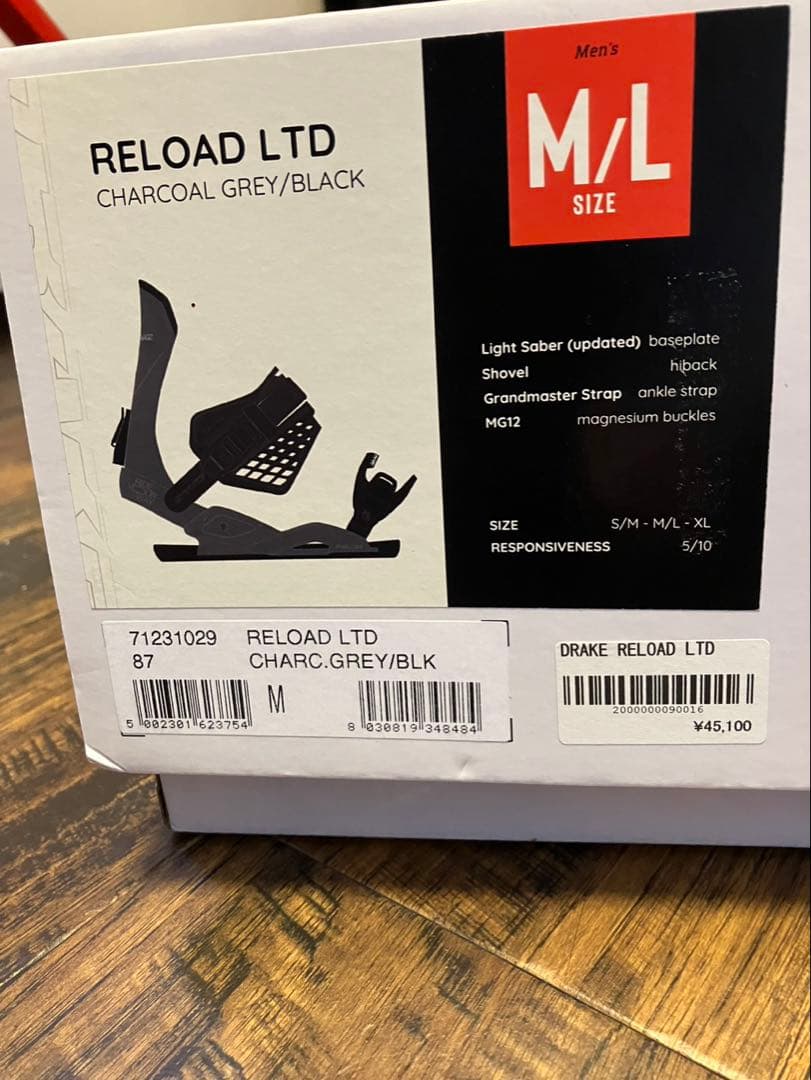 RELOAD LTD
CHARCOAL GREY/BLACK
Men's
M/L
SIZE
Light Saber (updated) baseplate
Shovel hiback
Grandmaster Strap ankle strap
MG12 magnesium buckles
SIZE S/M - M/L - XL
RESPONSIVENESS 5/10
71231029 RELOAD LTD
87 CHARC.GREY/BLK
M
5 002301 623754
8 030819 348484
DRAKE RELOAD LTD
2000000090016
¥45,100